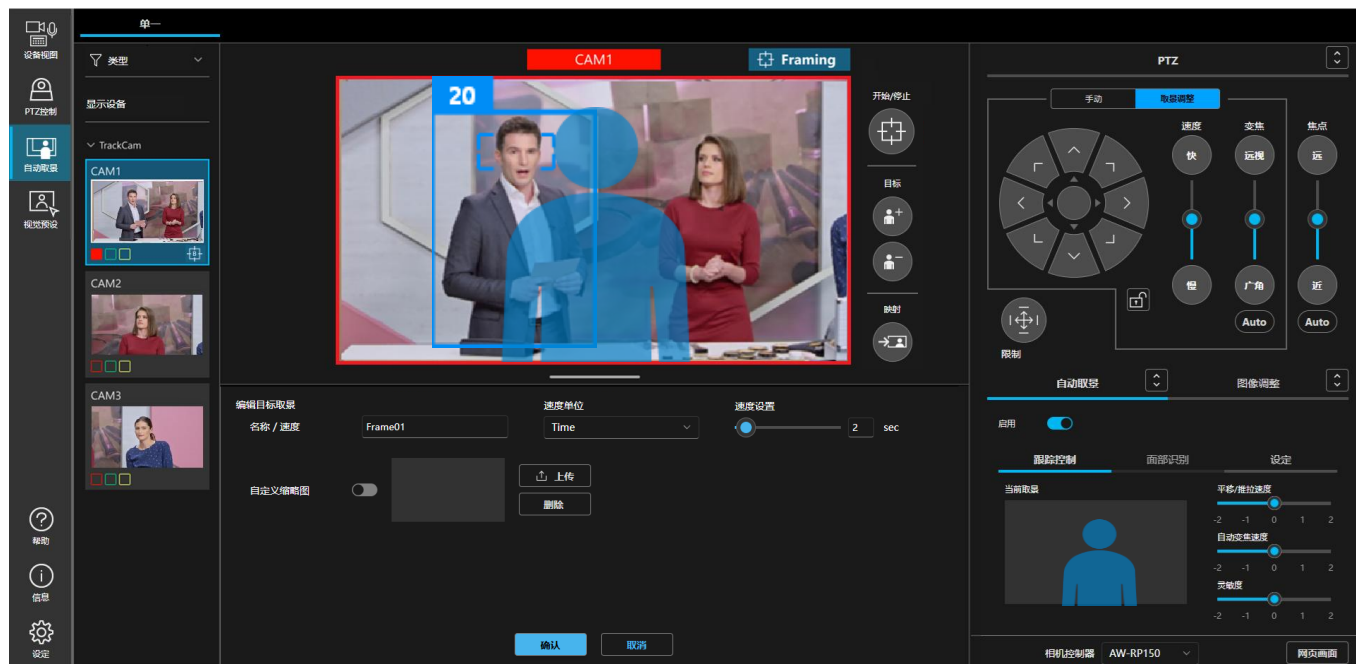 设备视图
PTZ控制
自动取景
视觉预设
帮助
信息
设定
单一
类型
显示设备
TrackCam
CAM1
CAM2
CAM3
CAM1
Framing
20
开始/停止
目标
映射
编辑目标取景
名称 / 速度
Frame01
速度单位
Time
速度设置
2 sec
自定义缩略图
上传
删除
确认
取消
PTZ
手动
取景调整
速度
变焦
焦点
快
远摄
远
慢
广角
近
Auto
Auto
限制
自动取景
图像调整
启用
跟踪控制
面部识别
设定
当前取景
平移/推拉速度
-2 -1 0 1 2
自动变焦速度
-2 -1 0 1 2
灵敏度
-2 -1 0 1 2
相机控制器
AW-RP150
网页画面